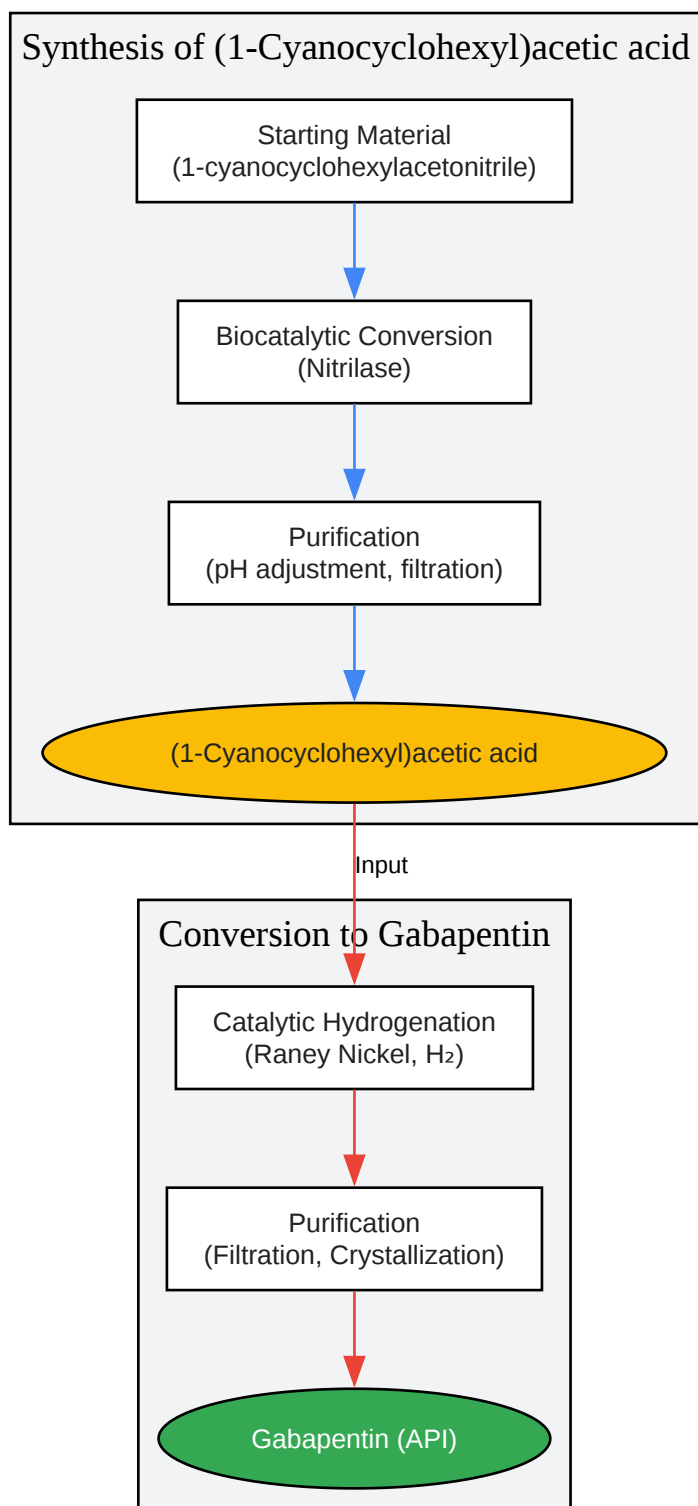 Synthesis of (1-Cyanocyclohexyl)acetic acid
Starting Material
(1-cyanocyclohexylacetonitrile)
Biocatalytic Conversion
(Nitrilase)
Purification
(pH adjustment, filtration)
(1-Cyanocyclohexyl)acetic acid
Input
Conversion to Gabapentin
Catalytic Hydrogenation
(Raney Nickel, H₂)
Purification
(Filtration, Crystallization)
Gabapentin (API)